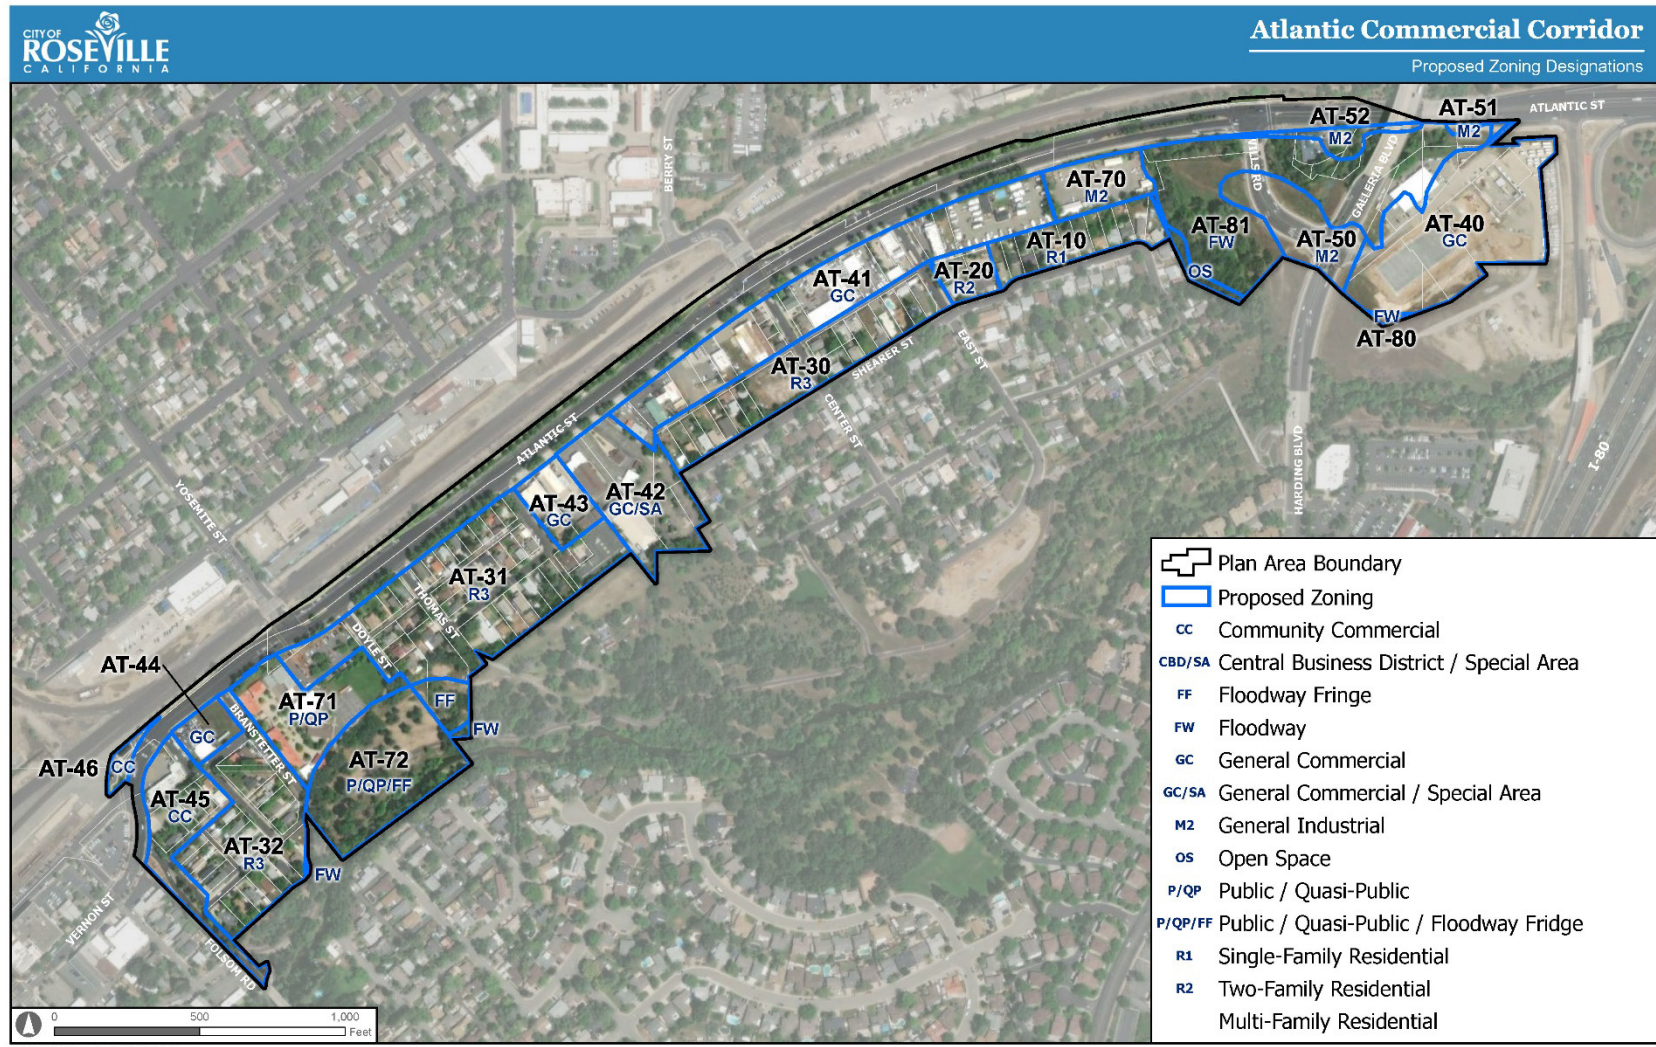 CITY OF
ROSEVILLE
CALIFORNIA
Atlantic Commercial Corridor
Proposed Zoning Designations
ATLANTIC ST
AT-51
M2
AT-52
M2
BERRY ST
GALLERIA BLVD
WILLS RD
AT-70
M2
AT-81
FW
AT-40
GC
AT-10
R1
AT-50
M2
AT-20
R2
OS
AT-41
GC
FW
AT-80
EAST ST
SHEARER ST
AT-30
R3
CENTER ST
ATLANTIC ST
HARDING BLVD
I-80
YOSEMITE ST
AT-42
GC/SA
AT-43
GC
AT-31
R3
THOMAS ST
DOYLE ST
AT-44
AT-71
P/QP
FF
FW
BRANSTETTER ST
GC
AT-46
CC
AT-72
P/QP/FF
AT-45
CC
AT-32
R3
FW
VERNON ST
FOLSOM RD
Plan Area Boundary
Proposed Zoning
CC Community Commercial
CBD/SA Central Business District / Special Area
FF Floodway Fringe
FW Floodway
GC General Commercial
GC/SA General Commercial / Special Area
M2 General Industrial
OS Open Space
P/QP Public / Quasi-Public
P/QP/FF Public / Quasi-Public / Floodway Fridge
R1 Single-Family Residential
R2 Two-Family Residential
Multi-Family Residential
0 500 1,000
Feet